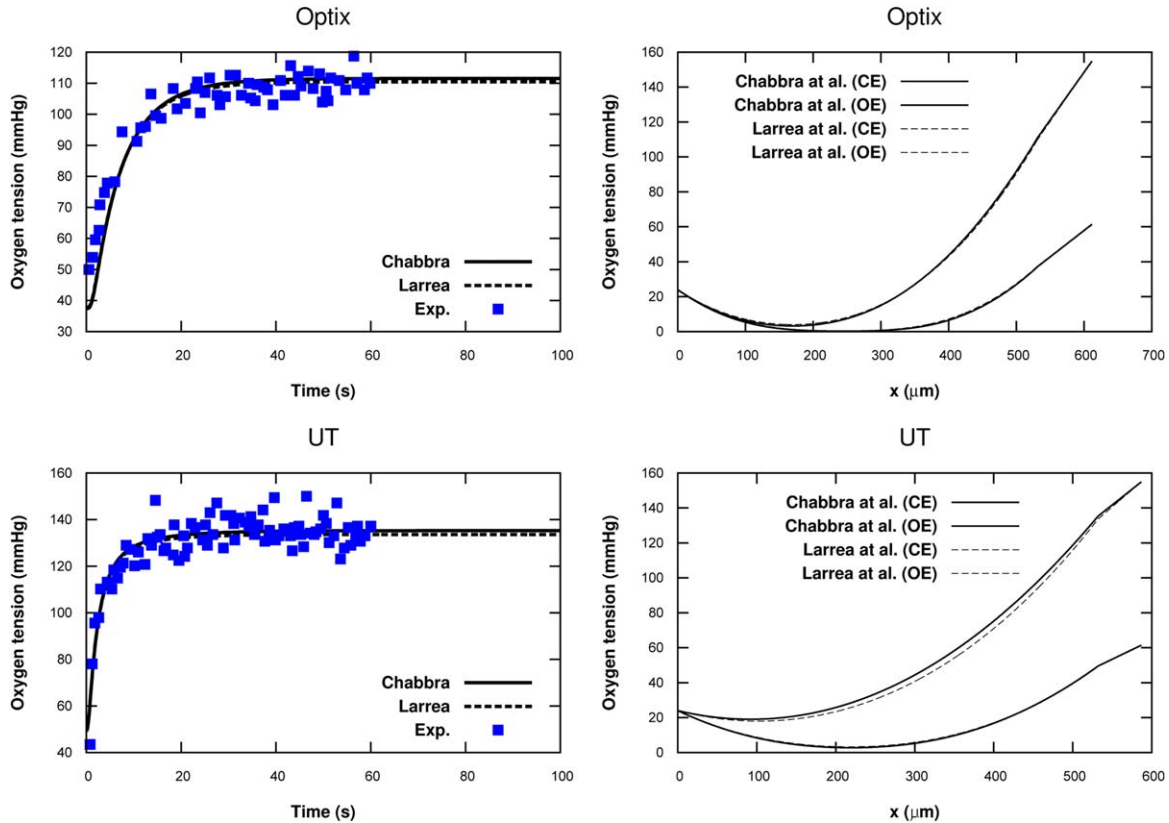 Optix
Oxygen tension (mmHg)
120
110
100
90
80
70
60
50
40
30
Chabbra
Larrea
Exp.
0 20 40 60 80 100
Time (s)
Optix
Oxygen tension (mmHg)
160
140
120
100
80
60
40
20
0
Chabbra at al. (CE)
Chabbra at al. (OE)
Larrea at al. (CE)
Larrea at al. (OE)
0 100 200 300 400 500 600 700
x (μm)
UT
Oxygen tension (mmHg)
160
140
120
100
80
60
40
Chabbra
Larrea
Exp.
0 20 40 60 80 100
Time (s)
UT
Oxygen tension (mmHg)
160
140
120
100
80
60
40
20
0
Chabbra at al. (CE)
Chabbra at al. (OE)
Larrea at al. (CE)
Larrea at al. (OE)
0 100 200 300 400 500 600
x (μm)